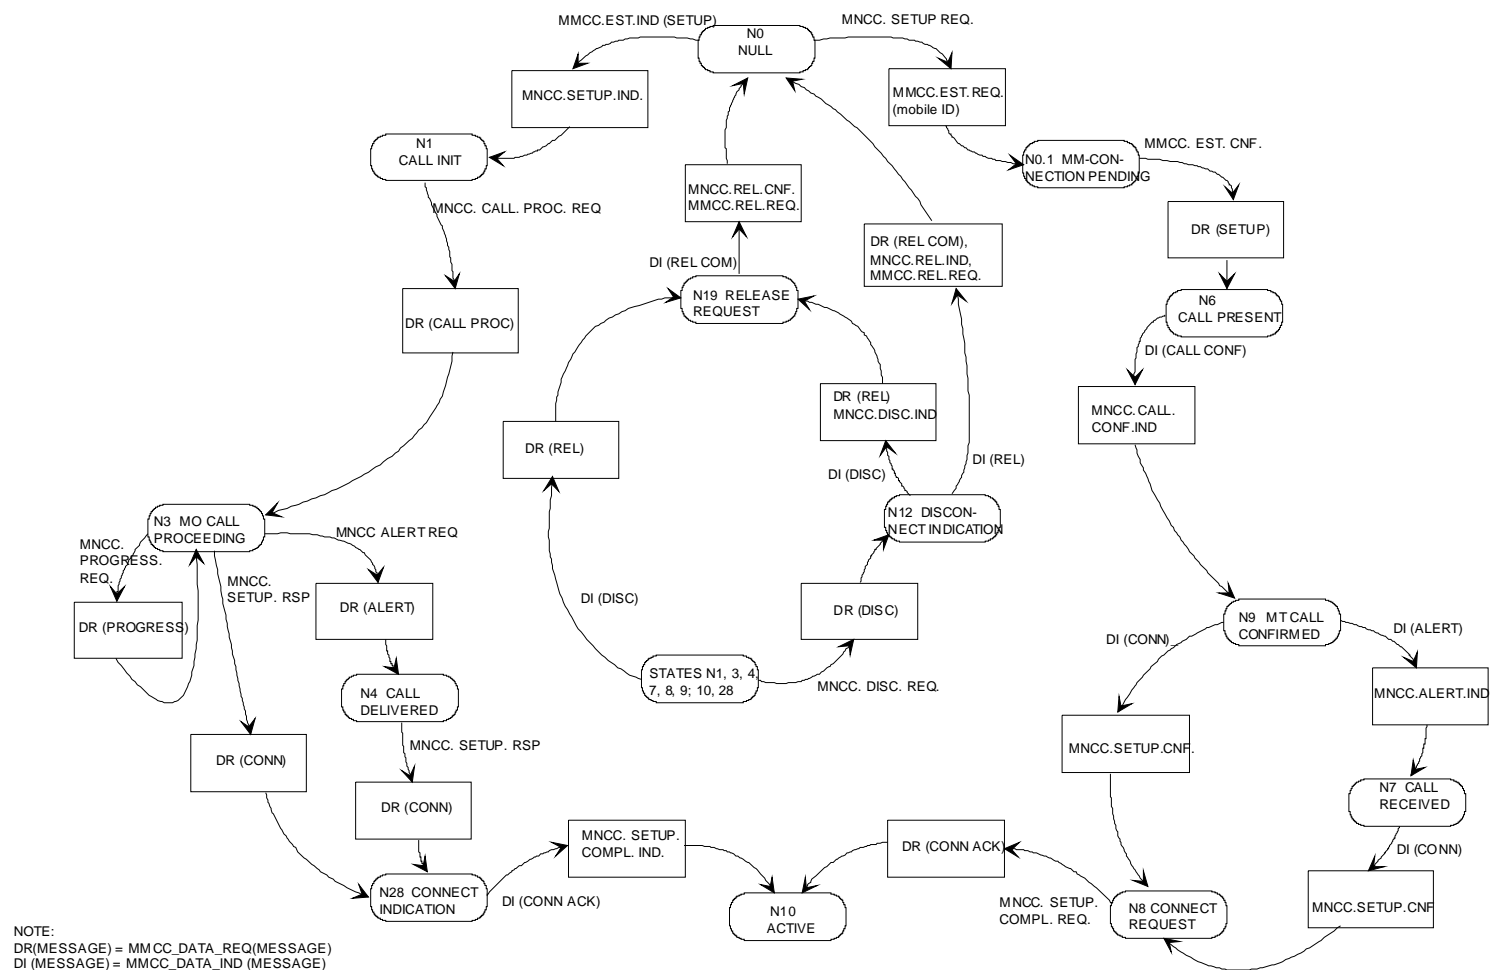 MMCC.EST.IND (SETUP)
N0
NULL
MNCC. SETUP REQ.
MNCC.SETUP.IND.
MMCC.EST.REQ.
(mobile ID)
N1
CALL INIT
N0.1 MM-CON-
NECTION PENDING
MMCC. EST. CNF.
MNCC. CALL. PROC. REQ
MNCC.REL.CNF.
MMCC.REL.REQ.
DR (SETUP)
DR (REL COM),
MNCC.REL.IND,
MMCC.REL.REQ.
DI (REL COM)
N19 RELEASE
REQUEST
N6
CALL PRESENT
DR (CALL PROC)
DI (CALL CONF)
DR (REL)
MNCC.DISC.IND
MNCC.CALL.
CONF.IND
DR (REL)
DI (DISC)
DI (REL)
N3 MO CALL
PROCEEDING
MNCC ALERT REQ
N12 DISCON-
NECT INDICATION
MNCC.
PROGRESS.
REQ.
MNCC.
SETUP. RSP
DR (ALERT)
DI (DISC)
DR (DISC)
DR (PROGRESS)
N9 MT CALL
CONFIRMED
DI (CONN)
DI (ALERT)
STATES N1, 3, 4,
7, 8, 9; 10, 28
MNCC. DISC. REQ.
N4 CALL
DELIVERED
MNCC.ALERT.IND
MNCC. SETUP. RSP
MNCC.SETUP.CNF.
DR (CONN)
DR (CONN)
N7 CALL
RECEIVED
MNCC. SETUP.
COMPL. IND.
DR (CONN ACK)
DI (CONN)
N28 CONNECT
INDICATION
DI (CONN ACK)
N10
ACTIVE
MNCC. SETUP.
COMPL. REQ.
N8 CONNECT
REQUEST
MNCC.SETUP.CNF
NOTE:
DR(MESSAGE) = MMCC_DATA_REQ(MESSAGE)
DI (MESSAGE) = MMCC_DATA_IND (MESSAGE)